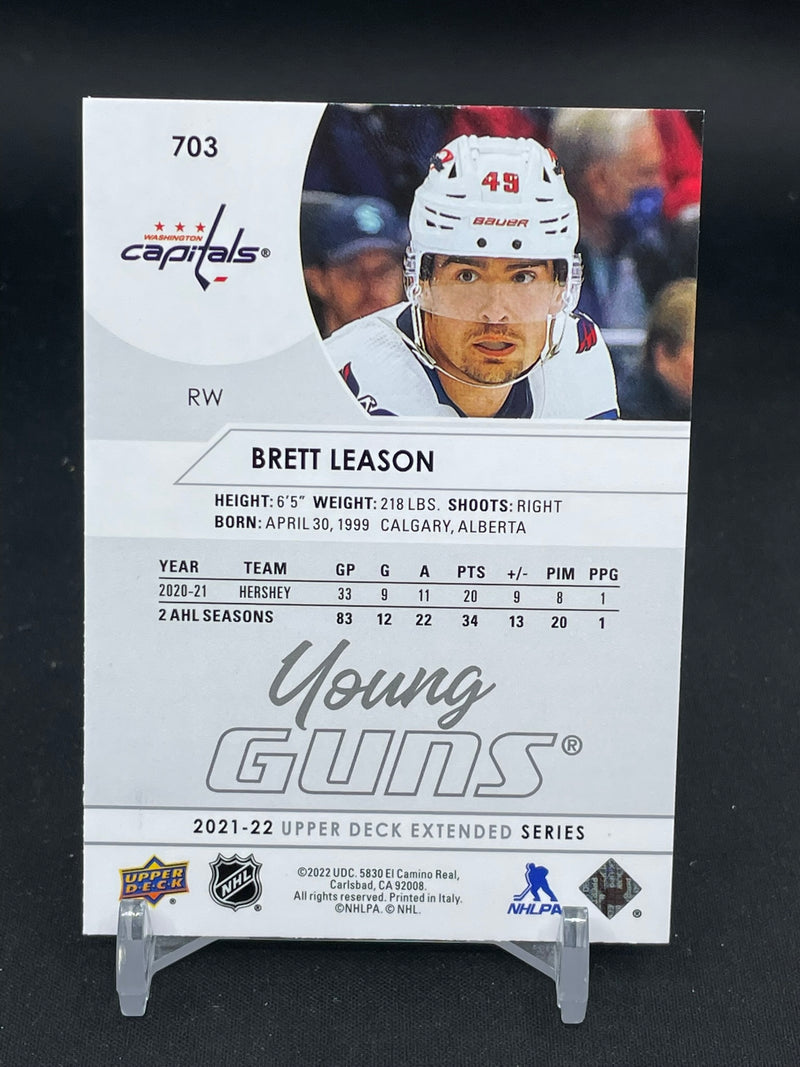 703
49
BAUER
WASHINGTON
capitals®
RW
BRETT LEASON
HEIGHT: 6'5" WEIGHT: 218 LBS. SHOOTS: RIGHT
BORN: APRIL 30, 1999 CALGARY, ALBERTA
YEAR TEAM GP G A PTS +/- PIM PPG
2020-21 HERSHEY 33 9 11 20 9 8 1
2 AHL SEASONS 83 12 22 34 13 20 1
Young
GUNS®
2021-22 UPPER DECK EXTENDED SERIES
UPPER
D·E·C·K ®
NHL ®
©2022 UDC. 5830 El Camino Real,
Carlsbad, CA 92008.
All rights reserved. Printed in Italy.
©NHLPA. © NHL.
NHLPA
®